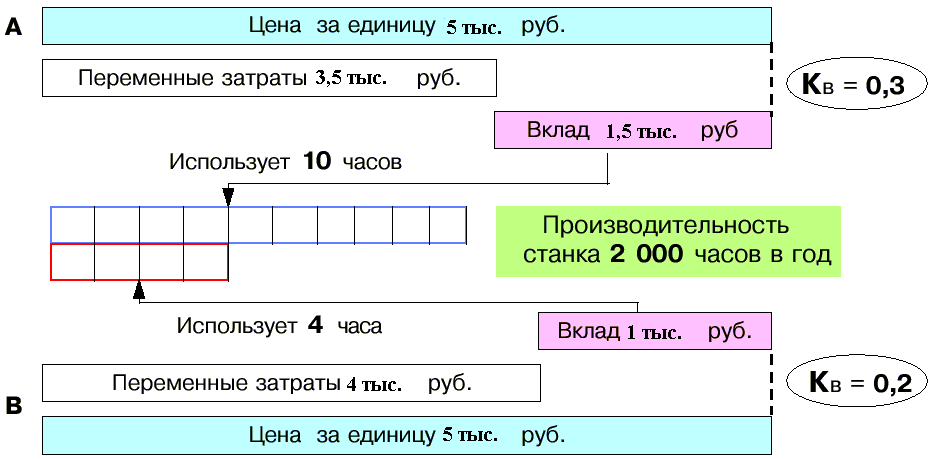 А
Цена за единицу 5 тыс. руб.
Переменные затраты 3,5 тыс. руб.
Кв = 0,3
Вклад 1,5 тыс. руб
Использует 10 часов
Производительность
станка 2 000 часов в год
Использует 4 часа
Вклад 1 тыс. руб.
Переменные затраты 4 тыс. руб.
Кв = 0,2
В
Цена за единицу 5 тыс. руб.